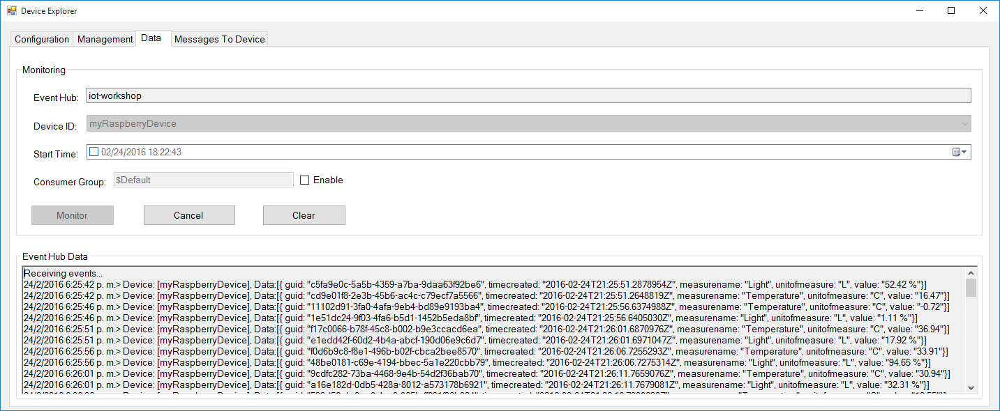 Device Explorer
Configuration Management Data Messages To Device
Monitoring
Event Hub: iot-workshop
Device ID: myRaspberryDevice
Start Time: 02/24/2016 18:22:43
Consumer Group: $Default Enable
Monitor Cancel Clear
Event Hub Data
Receiving events...
24/2/2016 6:25:42 p. m.> Device: [myRaspberryDevice], Data:[{ guid: "c5fa9e0c-5a5b-4359-a7ba-9daa63f92be6", timecreated: "2016-02-24T21:25:51.2878954Z", measurename: "Light", unitofmeasure: "L", value: "52.42 %"}]
24/2/2016 6:25:42 p. m.> Device: [myRaspberryDevice], Data:[{ guid: "cd9e01f8-2e3b-45b6-ac4c-c79ecf7a5566", timecreated: "2016-02-24T21:25:51.2648819Z", measurename: "Temperature", unitofmeasure: "C", value: "16.47"}]
24/2/2016 6:25:46 p. m.> Device: [myRaspberryDevice], Data:[{ guid: "11102d91-3fa0-4afa-9eb4-bd89e9193ba4", timecreated: "2016-02-24T21:25:56.6374988Z", measurename: "Temperature", unitofmeasure: "C", value: "-0.72"}]
24/2/2016 6:25:46 p. m.> Device: [myRaspberryDevice], Data:[{ guid: "1e51dc24-9f03-4fa6-b5d1-1452b5eda8bf", timecreated: "2016-02-24T21:25:56.6405030Z", measurename: "Light", unitofmeasure: "L", value: "1.11 %"}]
24/2/2016 6:25:51 p. m.> Device: [myRaspberryDevice], Data:[{ guid: "f17c0066-b78f-45c8-b002-b9e3ccacd6ea", timecreated: "2016-02-24T21:26:01.6870976Z", measurename: "Temperature", unitofmeasure: "C", value: "36.94"}]
24/2/2016 6:25:51 p. m.> Device: [myRaspberryDevice], Data:[{ guid: "e1edd42f-60d2-4b4a-abcf-190d06e9c6d7", timecreated: "2016-02-24T21:26:01.6971047Z", measurename: "Light", unitofmeasure: "L", value: "17.92 %"}]
24/2/2016 6:25:56 p. m.> Device: [myRaspberryDevice], Data:[{ guid: "f0d6b9c8-f8e1-496b-b02f-cbca2bee8570", timecreated: "2016-02-24T21:26:06.7255293Z", measurename: "Temperature", unitofmeasure: "C", value: "33.91"}]
24/2/2016 6:25:56 p. m.> Device: [myRaspberryDevice], Data:[{ guid: "48be0181-c69e-4194-bbec-5a1e220cbb79", timecreated: "2016-02-24T21:26:06.7275314Z", measurename: "Light", unitofmeasure: "L", value: "94.65 %"}]
24/2/2016 6:26:01 p. m.> Device: [myRaspberryDevice], Data:[{ guid: "9cdfc282-73ba-4468-9e4b-54d2f36bab70", timecreated: "2016-02-24T21:26:11.7659076Z", measurename: "Temperature", unitofmeasure: "C", value: "30.94"}]
24/2/2016 6:26:01 p. m.> Device: [myRaspberryDevice], Data:[{ guid: "a16e182d-0db5-428a-8012-a573178b6921", timecreated: "2016-02-24T21:26:11.7679081Z", measurename: "Light", unitofmeasure: "L", value: "32.31 %"}]